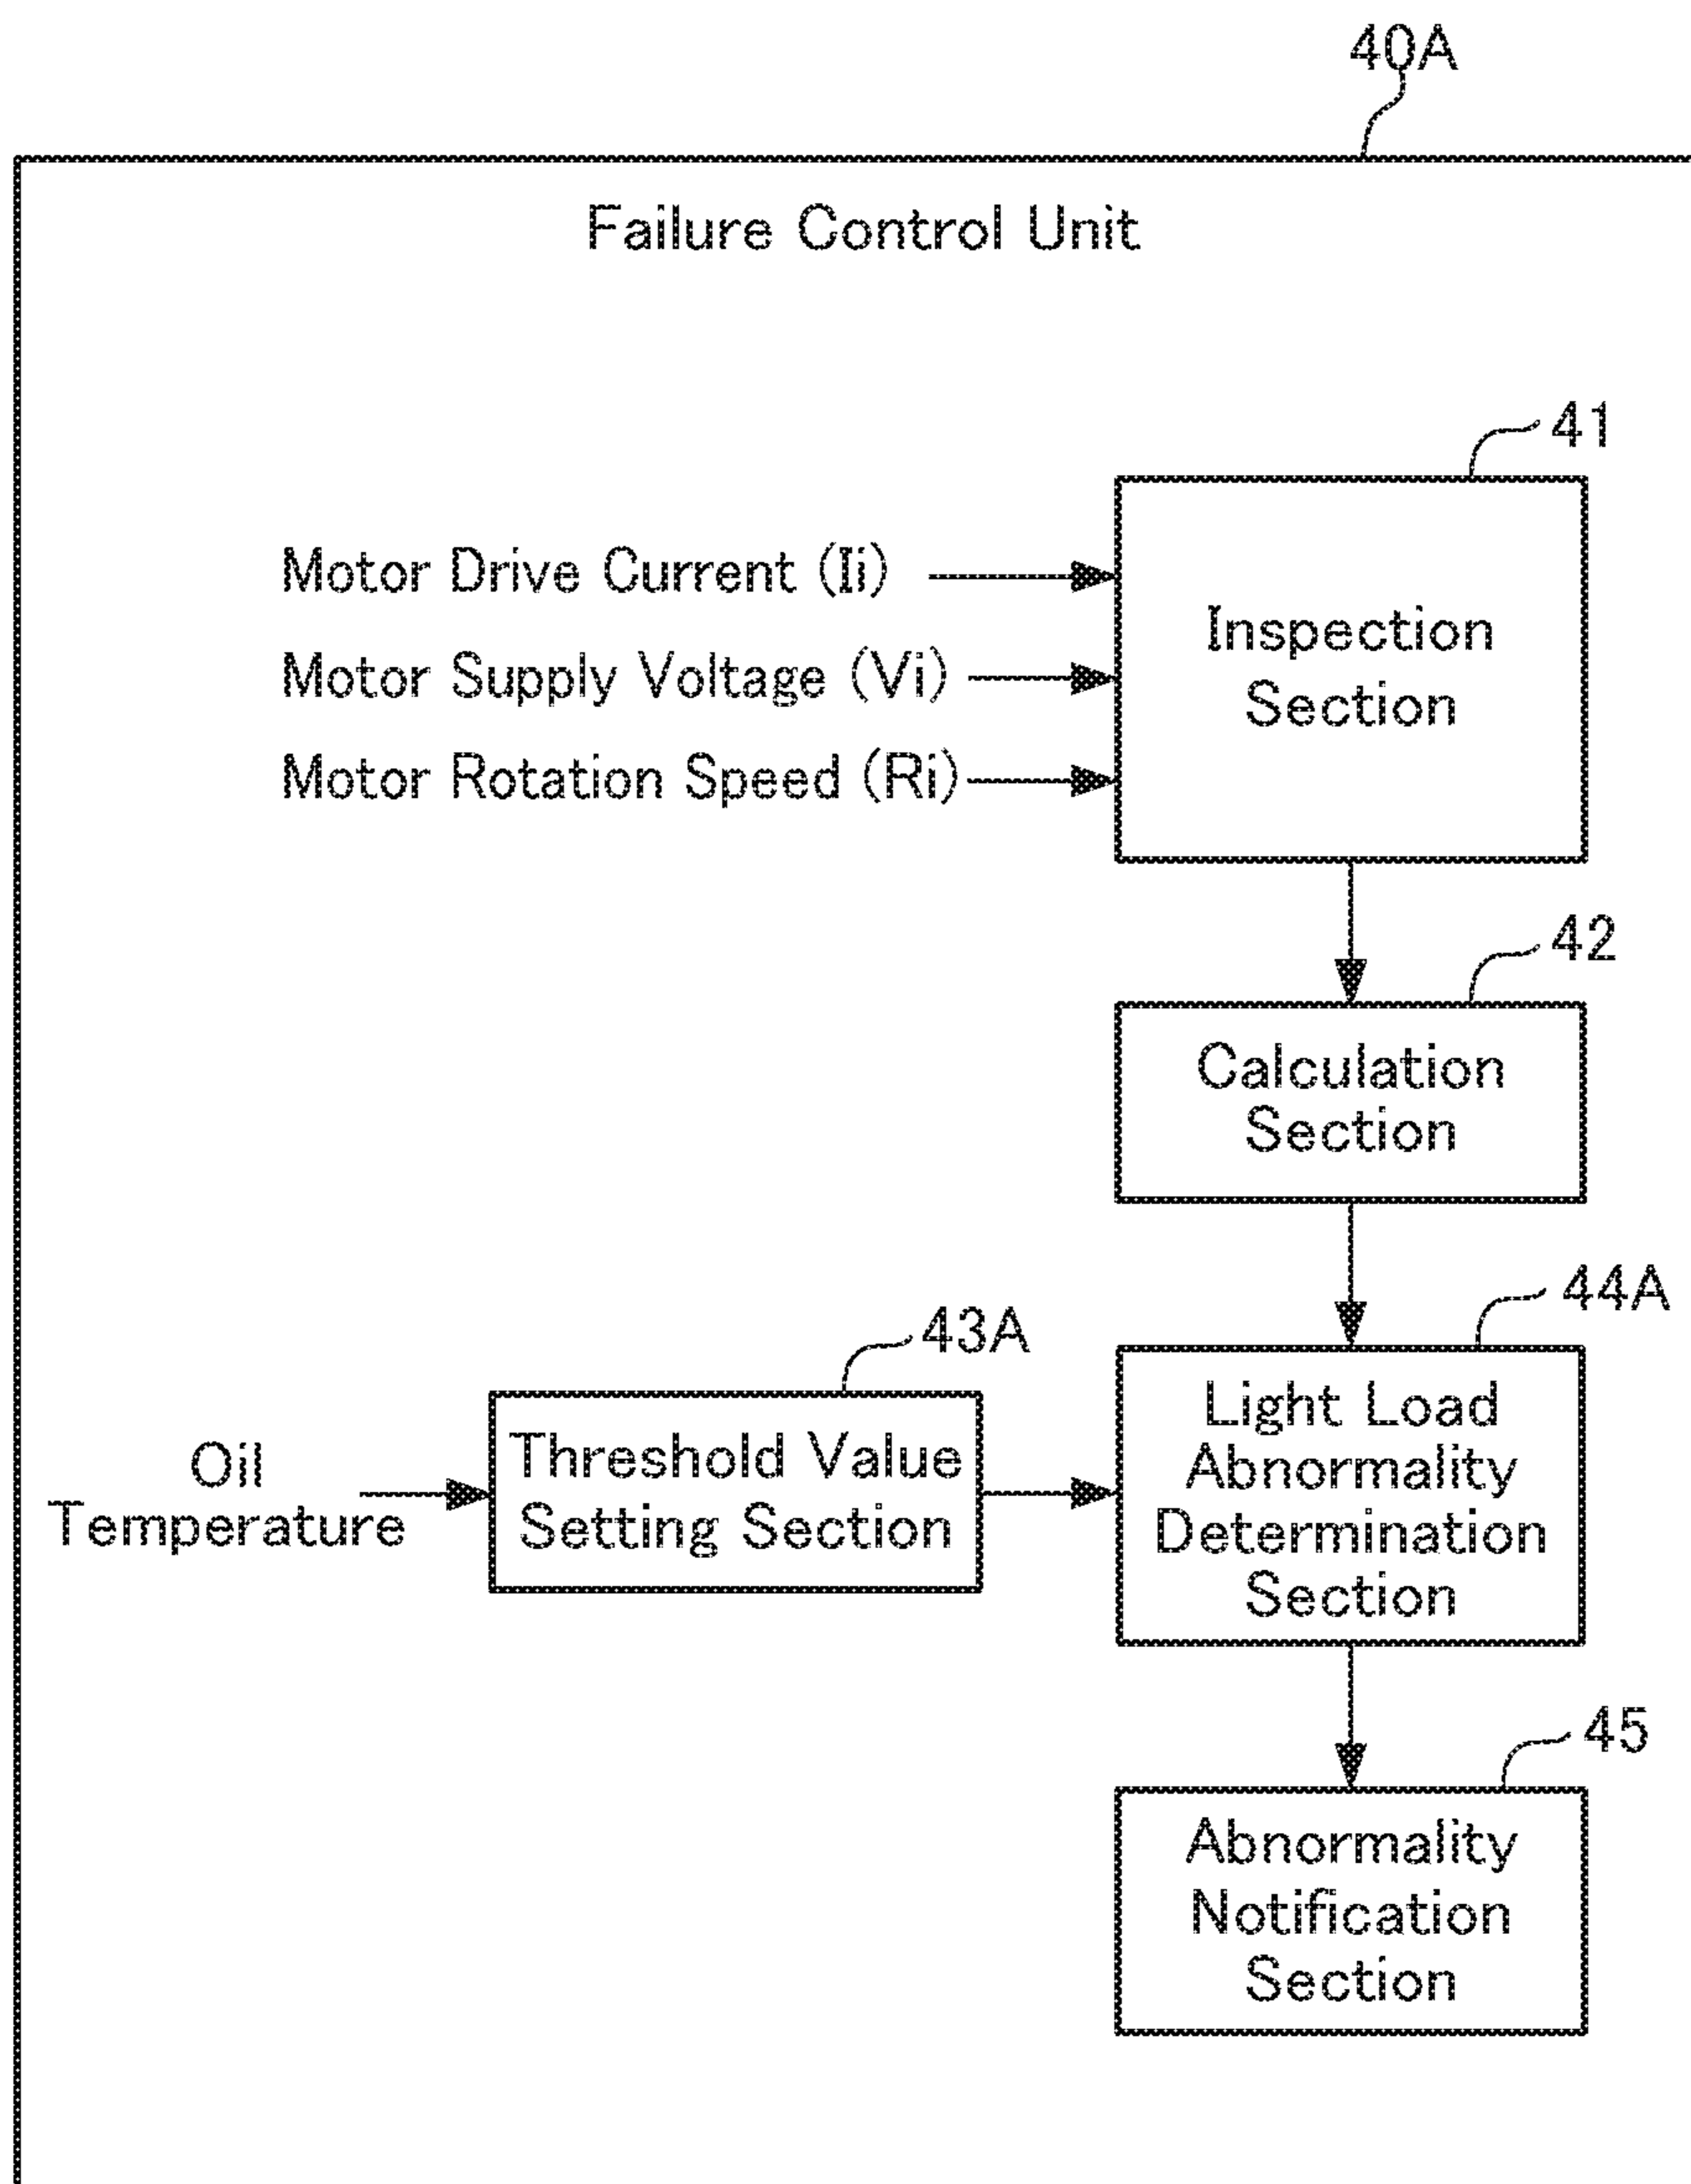 40A
Failure Control Unit
41
Motor Drive Current (Ii)
Motor Supply Voltage (Vi)
Motor Rotation Speed (Ri)
Inspection
Section
42
Calculation
Section
44A
43A
Light Load
Abnormality
Determination
Section
Oil
Temperature
Threshold Value
Setting Section
45
Abnormality
Notification
Section